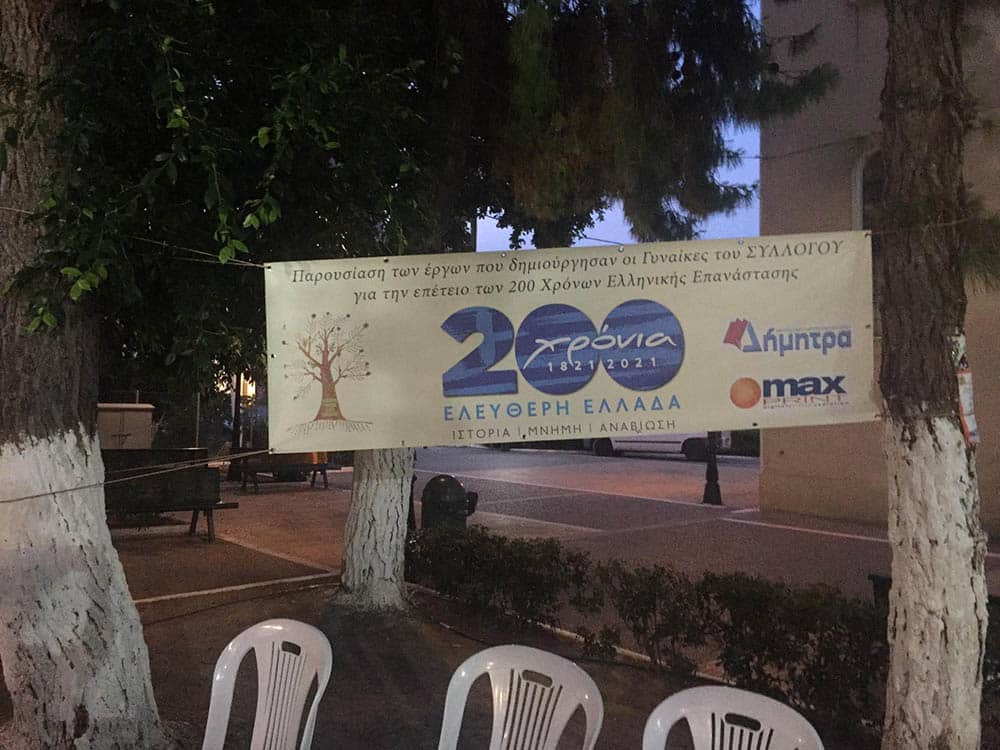 Παρουσίαση των έργων που δημιούργησαν οι Γυναίκες του ΣΥΛΛΟΓΟΥ
για την επέτειο των 200 Χρόνων Ελληνικής Επανάστασης
200
χρόνια
1821 2021
ΕΛΕΥΘΕΡΗ ΕΛΛΑΔΑ
ΙΣΤΟΡΙΑ | ΜΝΗΜΗ | ΑΝΑΒΙΩΣΗ
Δήμητρα
max
PRINT